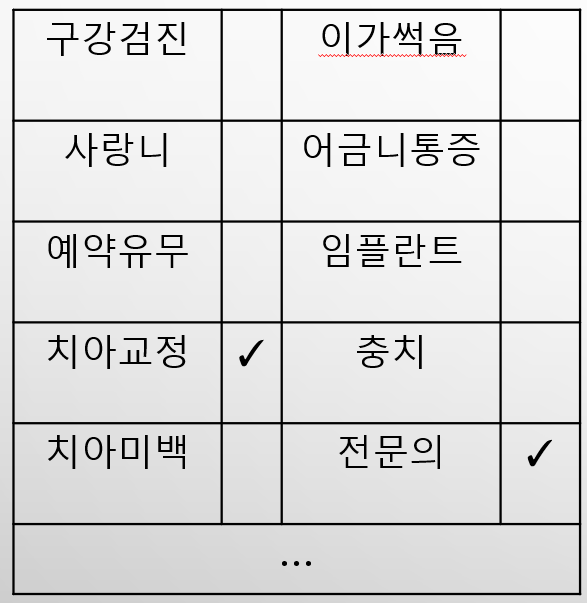 구강검진 이가썩음
사랑니 어금니통증
예약유무 임플란트
치아교정 ✓ 충치
치아미백 전문의 ✓
...